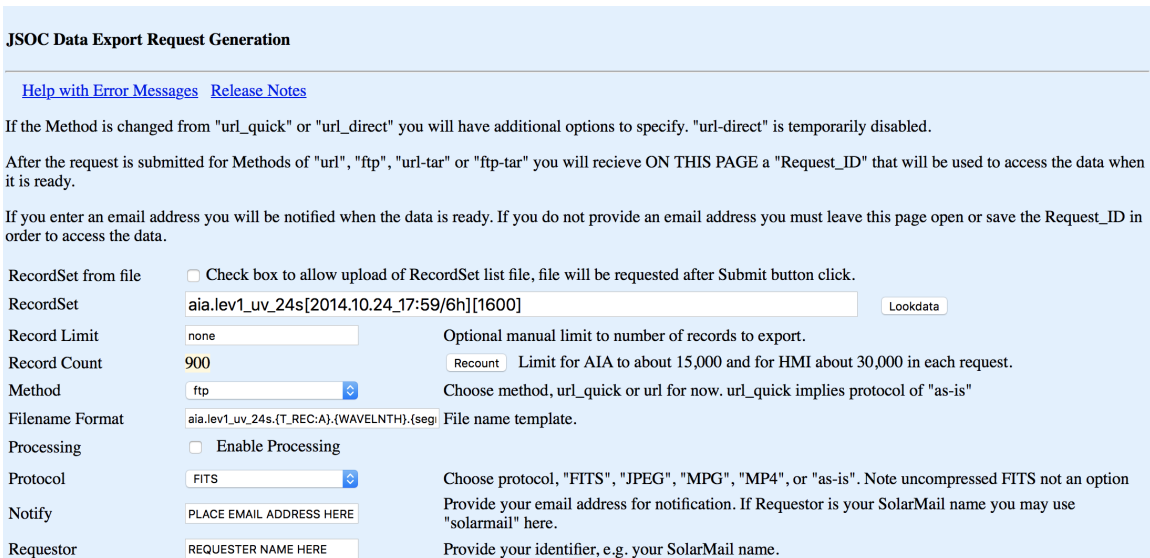 JSOC Data Export Request Generation
Help with Error Messages Release Notes
If the Method is changed from "url_quick" or "url_direct" you will have additional options to specify. "url-direct" is temporarily disabled.
After the request is submitted for Methods of "url", "ftp", "url-tar" or "ftp-tar" you will recieve ON THIS PAGE a "Request_ID" that will be used to access the data when
it is ready.
If you enter an email address you will be notified when the data is ready. If you do not provide an email address you must leave this page open or save the Request_ID in
order to access the data.
RecordSet from file Check box to allow upload of RecordSet list file, file will be requested after Submit button click.
RecordSet aia.lev1_uv_24s[2014.10.24_17:59/6h][1600] Lookdata
Record Limit none Optional manual limit to number of records to export.
Record Count 900 Recount Limit for AIA to about 15,000 and for HMI about 30,000 in each request.
Method ftp Choose method, url_quick or url for now. url_quick implies protocol of "as-is"
Filename Format aia.lev1_uv_24s.{T_REC:A}.{WAVELNTH}.{seg File name template.
Processing Enable Processing
Protocol FITS Choose protocol, "FITS", "JPEG", "MPG", "MP4", or "as-is". Note uncompressed FITS not an option
Notify PLACE EMAIL ADDRESS HERE Provide your email address for notification. If Requestor is your SolarMail name you may use
"solarmail" here.
Requestor REQUESTER NAME HERE Provide your identifier, e.g. your SolarMail name.